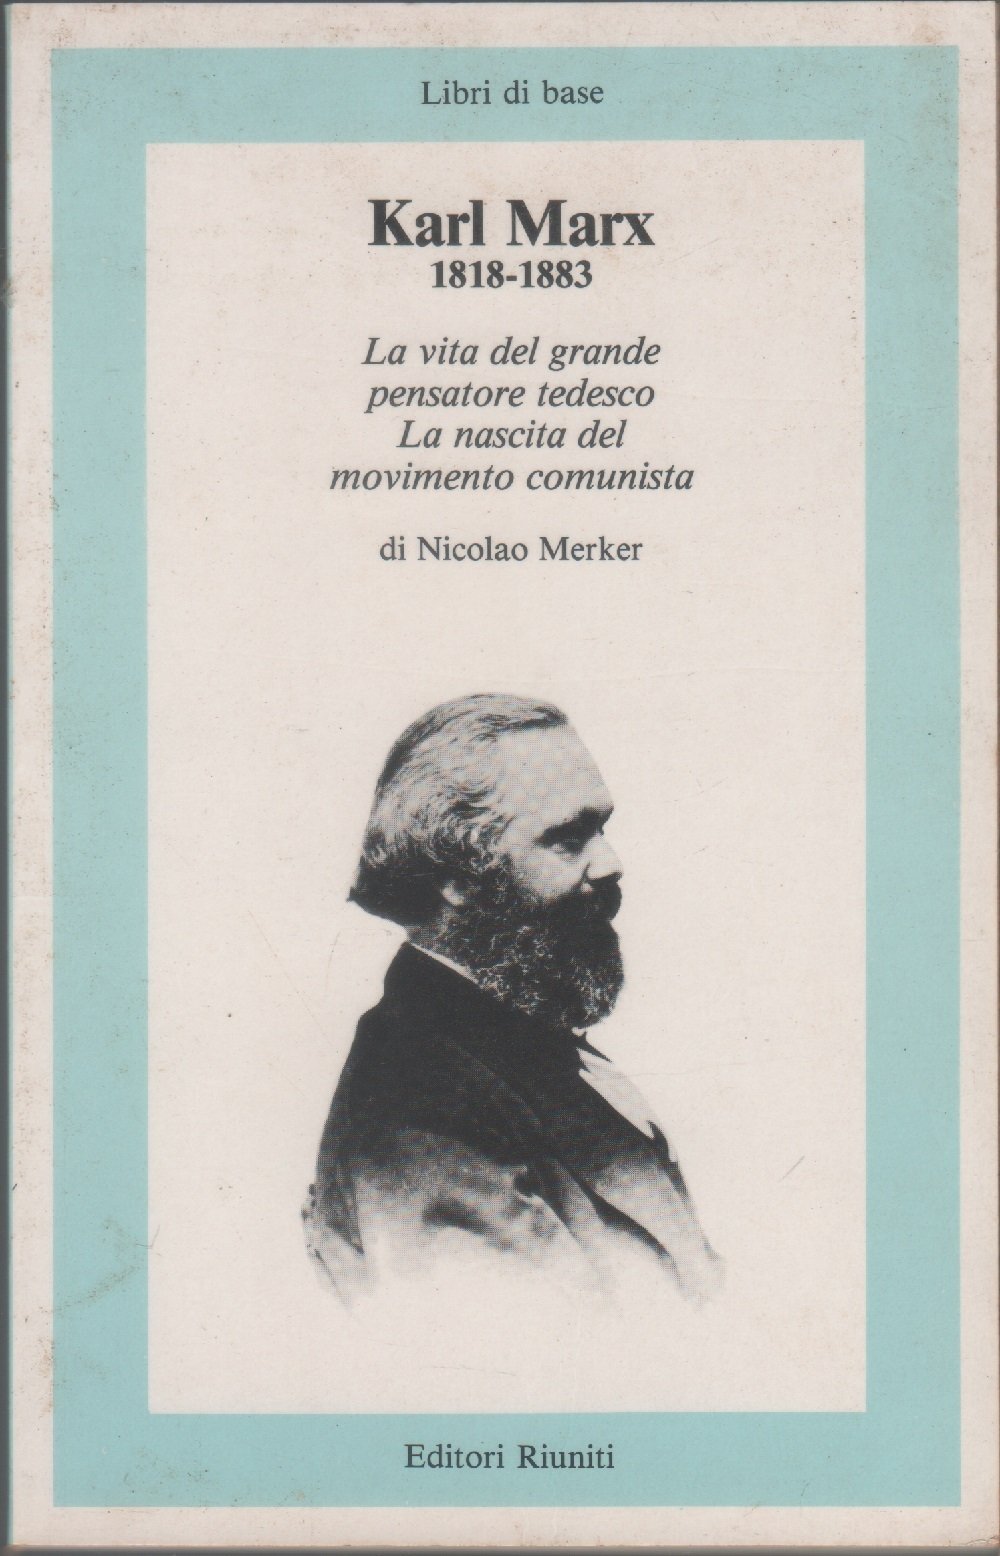 Libri di base
Karl Marx
1818-1883
La vita del grande
pensatore tedesco
La nascita del
movimento comunista
di Nicolao Merker
Editori Riuniti